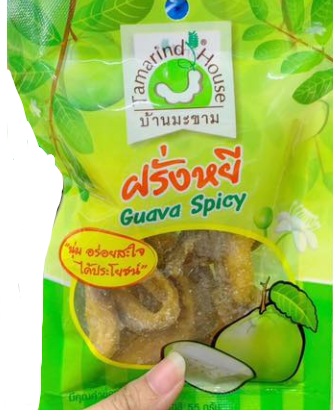 Tamarind House®
บ้านมะขาม
ฝรั่งหยี
Guava Spicy
"นุ่ม อร่อยสะใจ
ได้ประโยชน์"
55